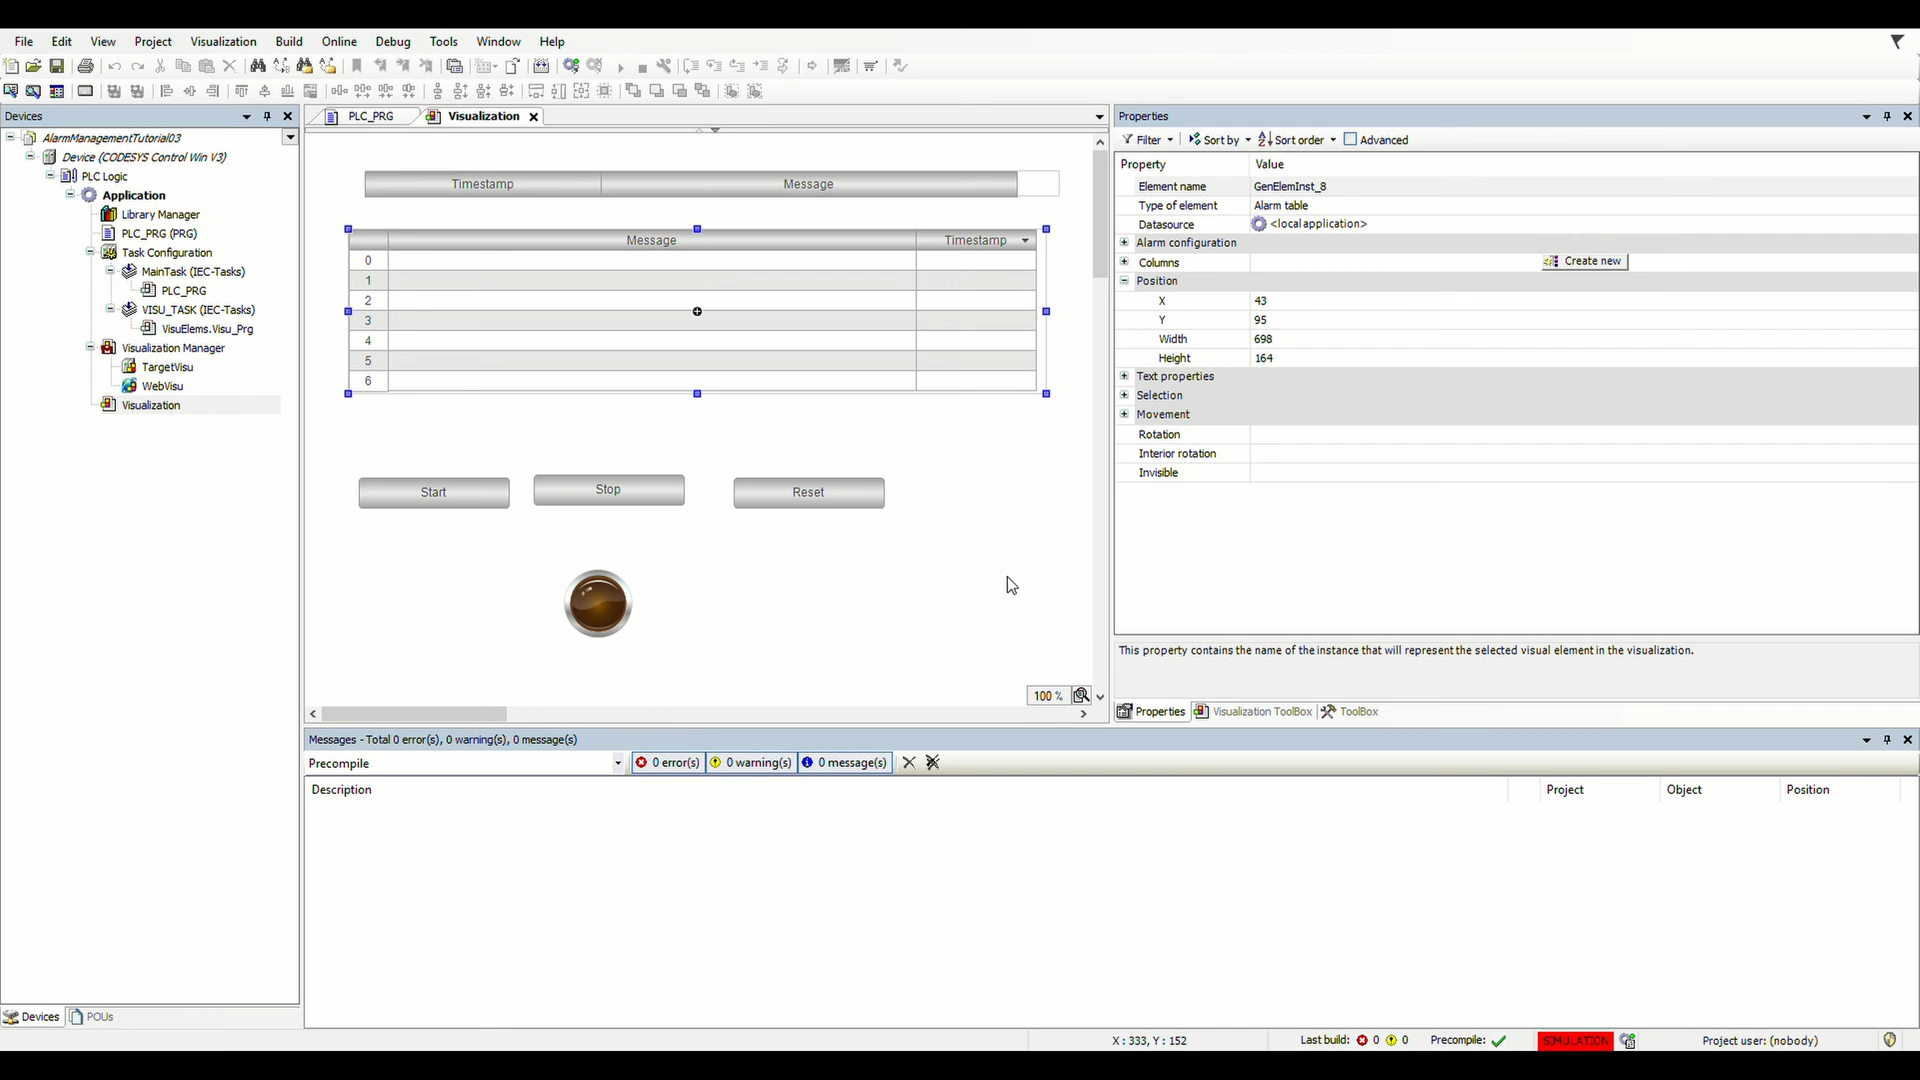 File Edit View Project Visualization Build Online Debug Tools Window Help
Devices
AlarmManagementTutorial03
Device (CODESYS Control Win V3)
PLC Logic
Application
Library Manager
PLC_PRG (PRG)
Task Configuration
MainTask (IEC-Tasks)
PLC_PRG
VISU_TASK (IEC-Tasks)
VisuElems.Visu_Prg
Visualization Manager
TargetVisu
WebVisu
Visualization
Devices POUs
PLC_PRG Visualization
Timestamp Message
Message Timestamp
0
1
2
3
4
5
6
Start Stop Reset
100 %
Properties
Filter Sort by Sort order Advanced
Property Value
Element name GenElemInst_8
Type of element Alarm table
Datasource <localapplication>
Alarm configuration
Columns Create new
Position
X 43
Y 95
Width 698
Height 164
Text properties
Selection
Movement
Rotation
Interior rotation
Invisible
This property contains the name of the instance that will represent the selected visual element in the visualization.
Properties Visualization ToolBox ToolBox
Messages - Total 0 error(s), 0 warning(s), 0 message(s)
Precompile 0 error(s) 0 warning(s) 0 message(s)
Description Project Object Position
X : 333, Y : 152 Last build: 0 0 Precompile: SIMULATION Project user: (nobody)